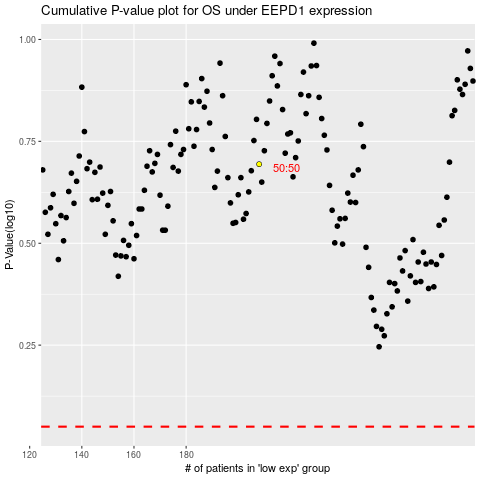 Cumulative P-value plot for OS under EEPD1 expression
P-Value(log10)
1.00
0.75
0.50
0.25
50:50
120 140 160 180
# of patients in 'low exp' group